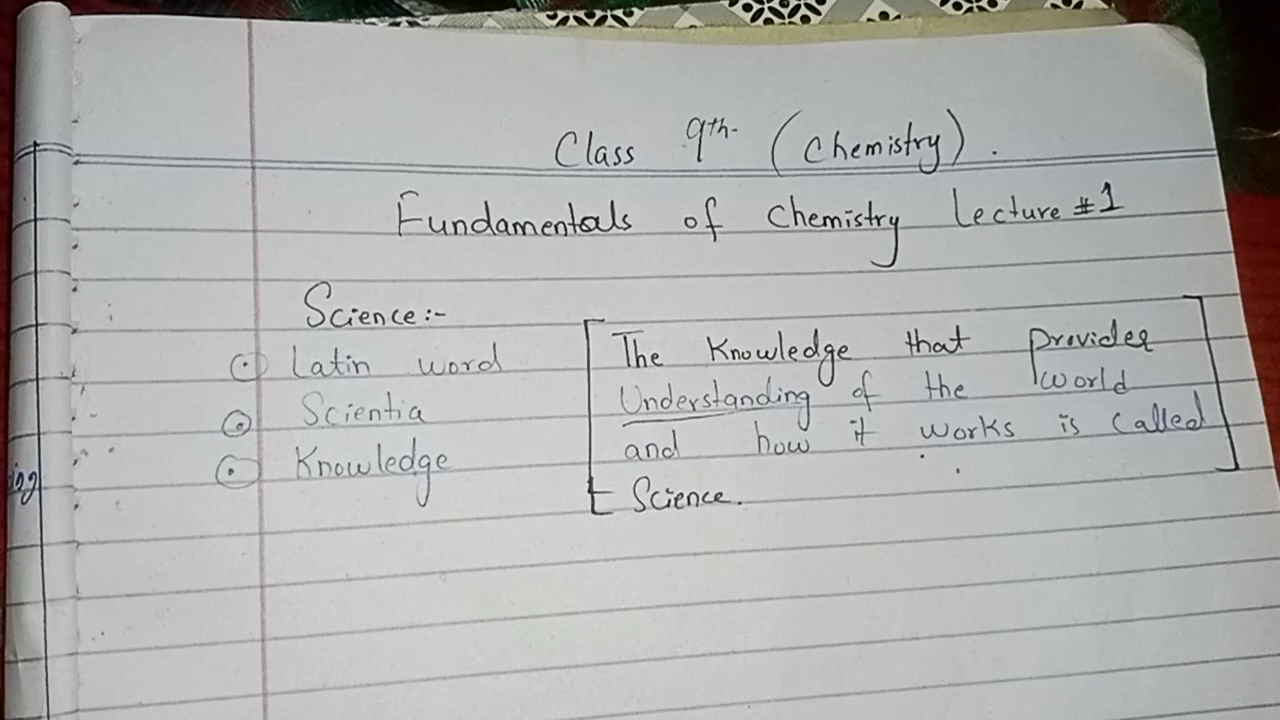 Class 9th. (Chemistry).
Fundamentals of Chemistry Lecture #1
Science:-
Latin word
Scientia
Knowledge
The Knowledge that provides
Understanding of the world
and how it works is called
Science.